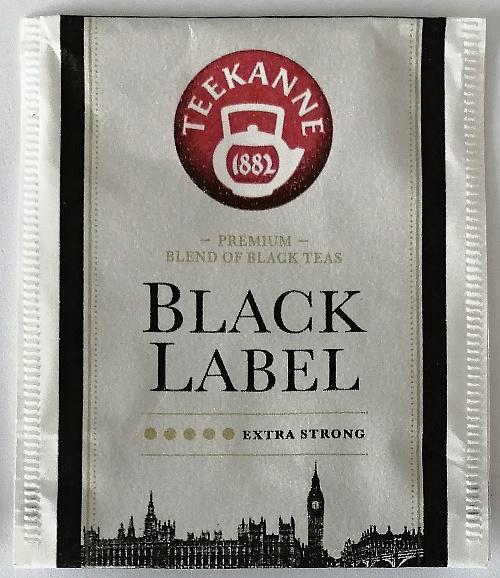 TEEKANNE
1882
– PREMIUM –
BLEND OF BLACK TEAS
BLACK
LABEL
EXTRA STRONG